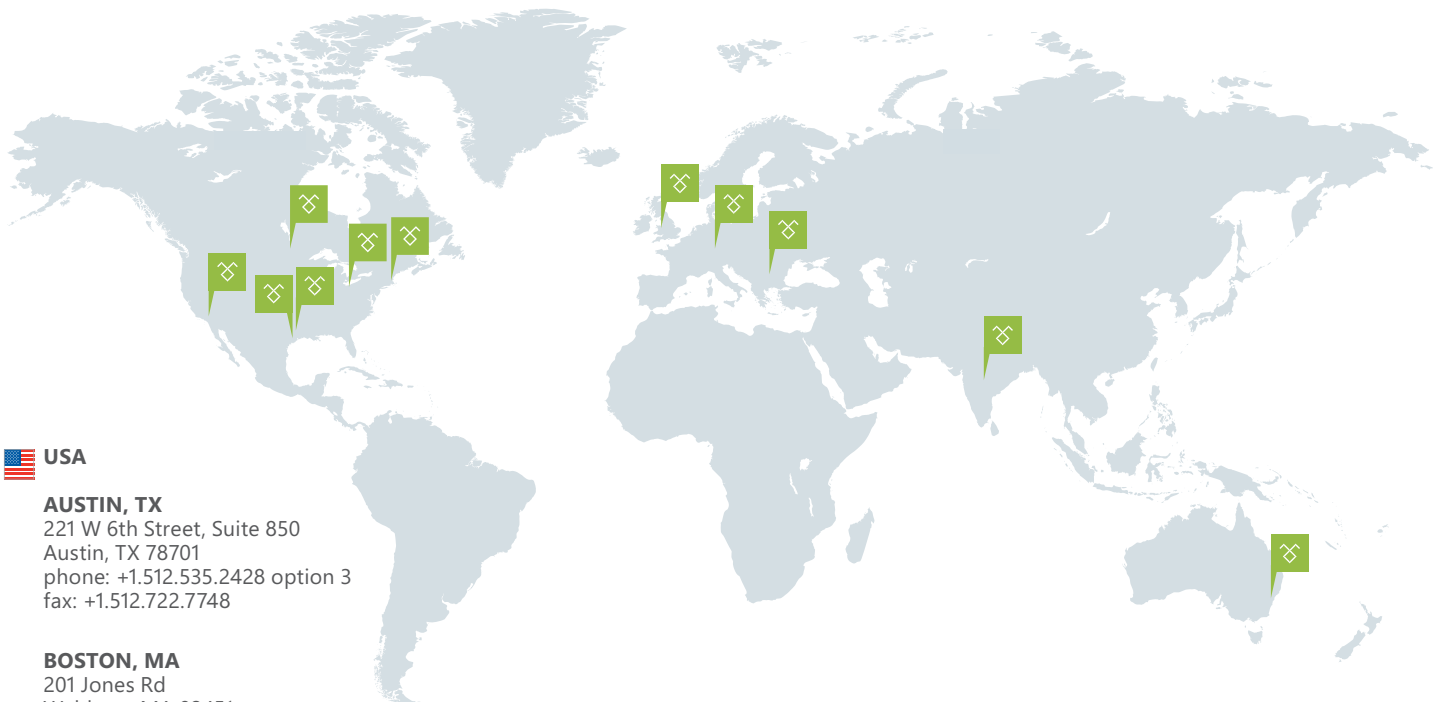 USA
AUSTIN, TX
221 W 6th Street, Suite 850
Austin, TX 78701
phone: +1.512.535.2428 option 3
fax: +1.512.722.7748
BOSTON, MA
201 Jones Rd